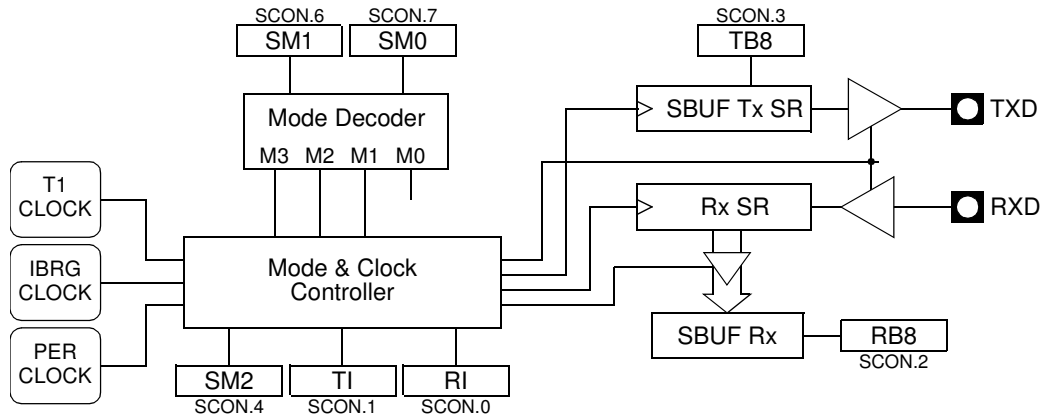 SCON.6 SCON.7 SCON.3
SM1 SM0 TB8
Mode Decoder
M3 M2 M1 M0
SBUF Tx SR
TXD
T1
CLOCK
Rx SR
RXD
IBRG
CLOCK
Mode & Clock
Controller
PER
CLOCK
SBUF Rx
RB8
SCON.2
SM2 TI RI
SCON.4 SCON.1 SCON.0